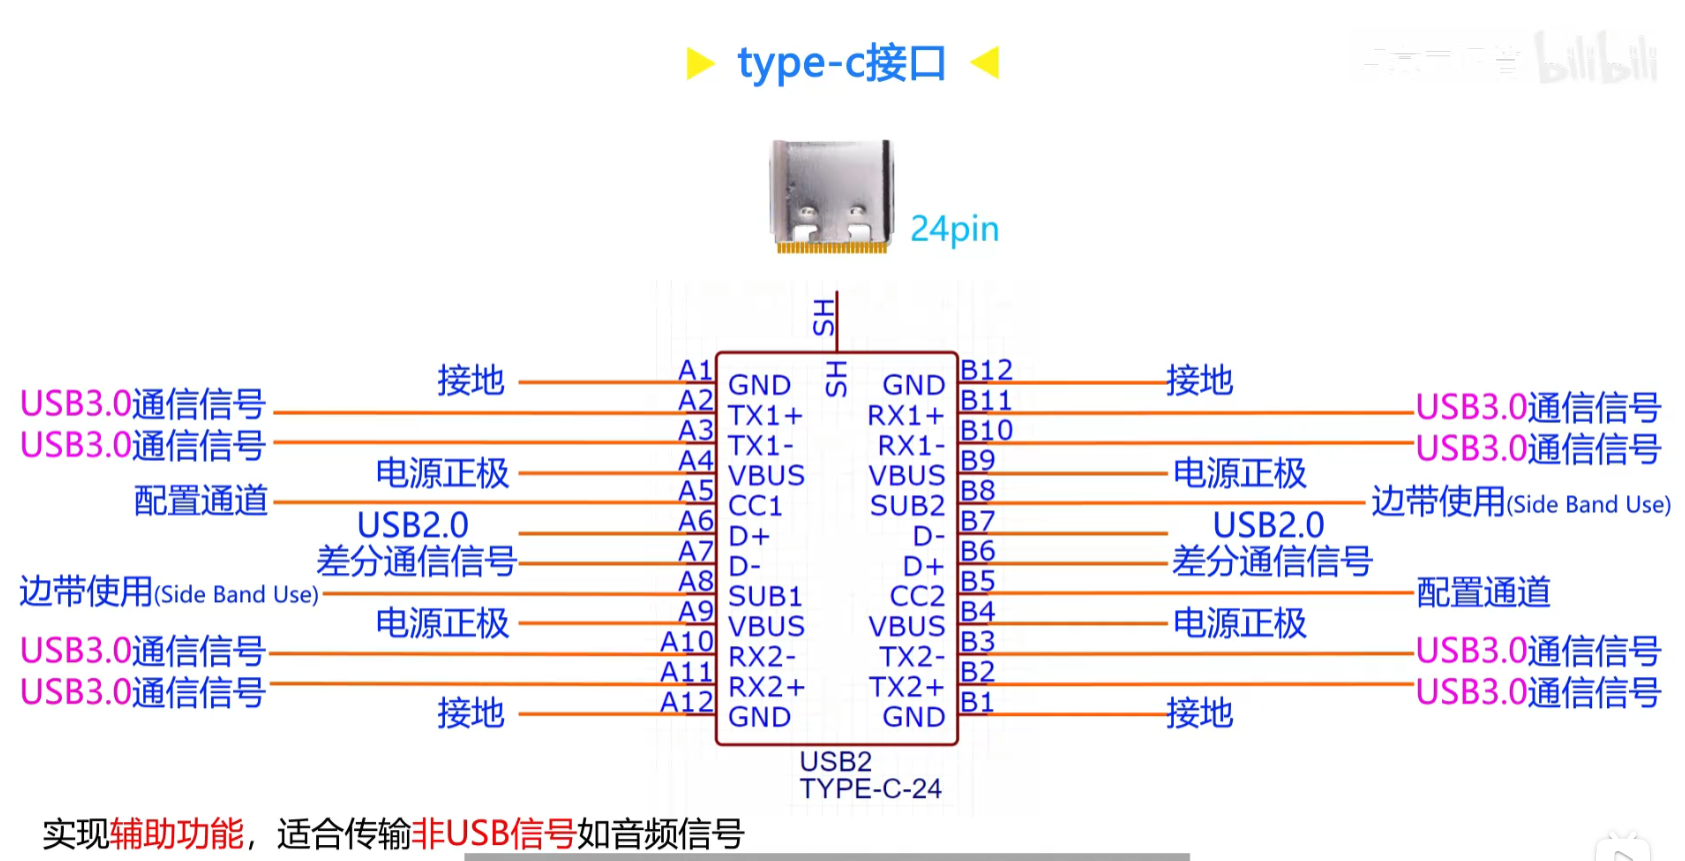 type-c接口
bilibili
24pin
SH
SH
接地 A1 GND GND B12 接地
USB3.0通信信号 A2 TX1+ RX1+ B11 USB3.0通信信号
USB3.0通信信号 A3 TX1- RX1- B10 USB3.0通信信号
电源正极 A4 VBUS VBUS B9 电源正极
配置通道 A5 CC1 SUB2 B8 边带使用(Side Band Use)
USB2.0 A6 D+ D- B7 USB2.0
差分通信信号 A7 D- D+ B6 差分通信信号
边带使用(Side Band Use) A8 SUB1 CC2 B5 配置通道
电源正极 A9 VBUS VBUS B4 电源正极
USB3.0通信信号 A10 RX2- TX2- B3 USB3.0通信信号
USB3.0通信信号 A11 RX2+ TX2+ B2 USB3.0通信信号
接地 A12 GND GND B1 接地
USB2
TYPE-C-24
实现辅助功能，适合传输非USB信号如音频信号